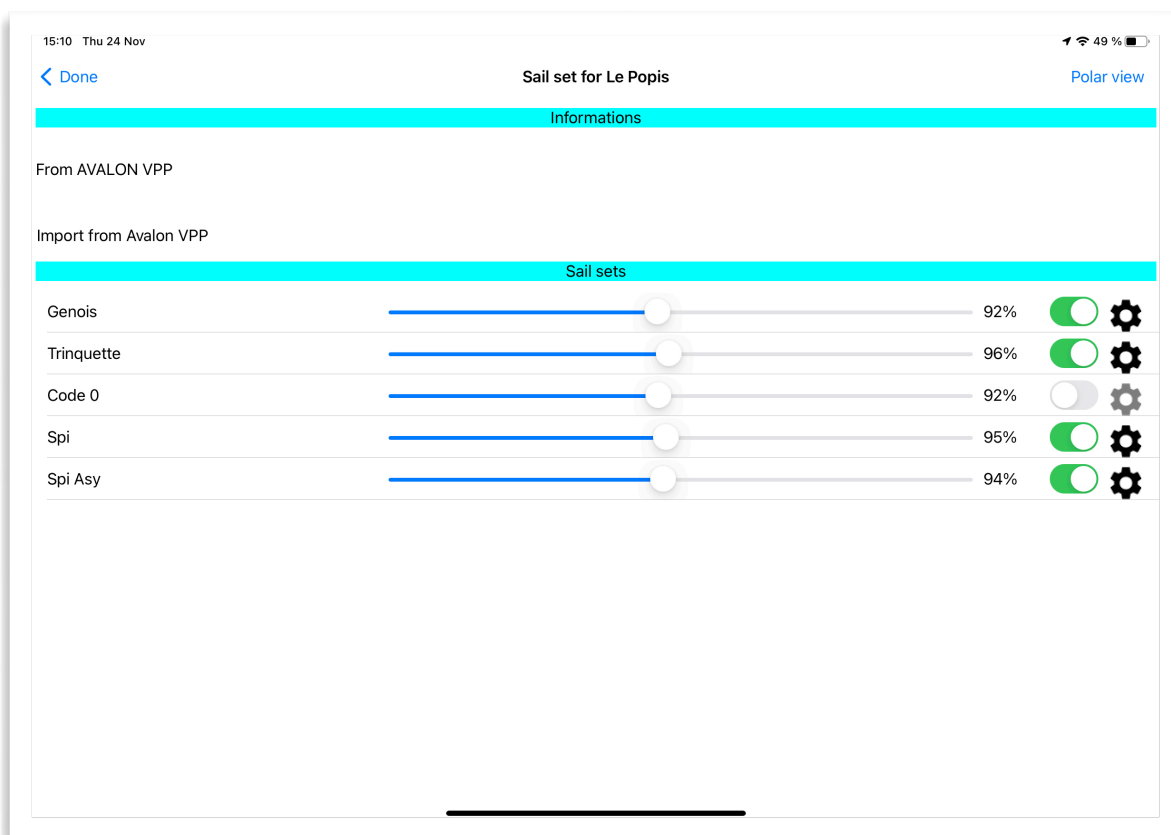 15:10 Thu 24 Nov
49 %
Done
Sail set for Le Popis
Polar view
Informations
From AVALON VPP
Import from Avalon VPP
Sail sets
Genois 92%
Trinquette 96%
Code 0 92%
Spi 95%
Spi Asy 94%